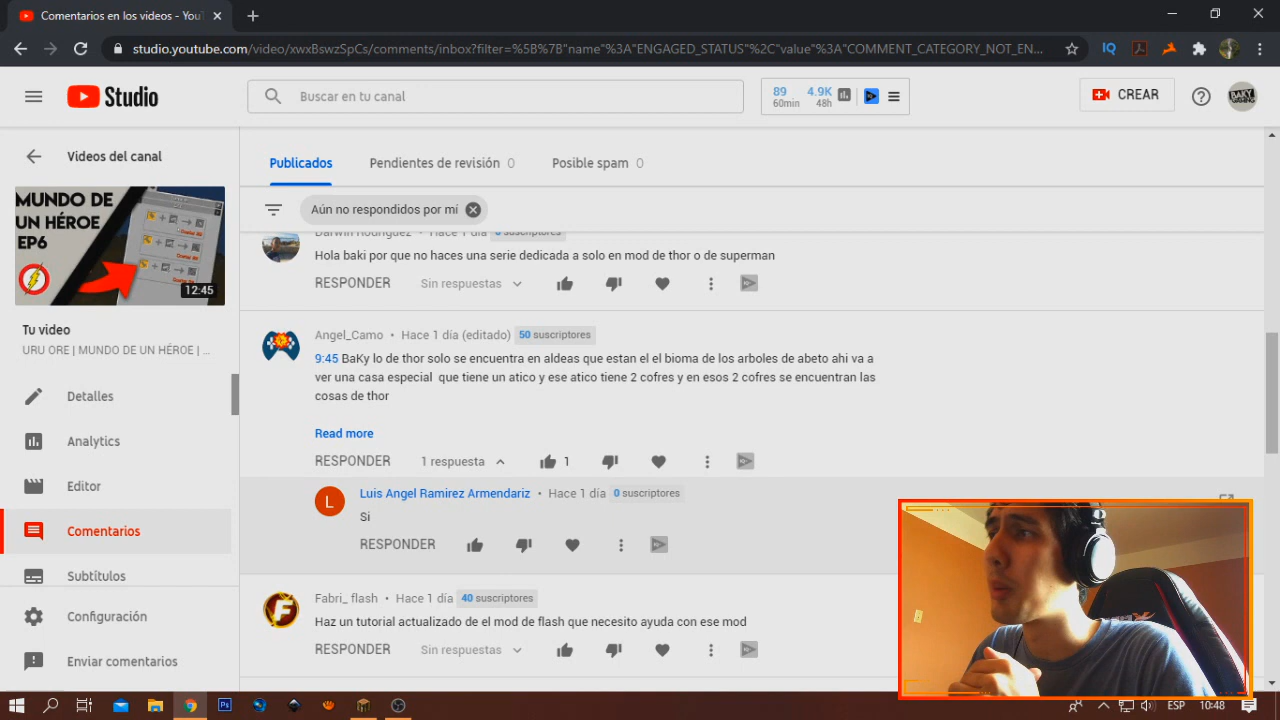 Comentarios en los videos - You
studio.youtube.com/video/xwxBswzSpCs/comments/inbox?filter=%5B%7B"name"%3A"ENGAGED_STATUS"%2C"value"%3A"COMMENT_CATEGORY_NOT_EN...
IQ
Studio
Buscar en tu canal
89
60min
4.9K
48h
CREAR
BAKY GAMING
Videos del canal
Publicados
Pendientes de revisión 0
Posible spam 0
MUNDO DE
UN HÉROE
EP6
12:45
Aún no respondidos por mí
Darwin Rodriguez • Hace 1 día 0 suscriptores
Hola baki por que no haces una serie dedicada a solo en mod de thor o de superman
RESPONDER Sin respuestas
Tu video
URU ORE | MUNDO DE UN HÉROE | ...
Angel_Camo • Hace 1 día (editado) 50 suscriptores
9:45 BaKy lo de thor solo se encuentra en aldeas que estan el el bioma de los arboles de abeto ahi va a
ver una casa especial que tiene un atico y ese atico tiene 2 cofres y en esos 2 cofres se encuentran las
cosas de thor
Read more
RESPONDER 1 respuesta 1
Detalles
Analytics
Editor
Comentarios
Subtítulos
Configuración
Enviar comentarios
L
Luis Angel Ramirez Armendariz • Hace 1 día 0 suscriptores
Si
RESPONDER
F
Fabri_ flash • Hace 1 día 40 suscriptores
Haz un tutorial actualizado de el mod de flash que necesito ayuda con ese mod
RESPONDER Sin respuestas
Ps
ESP
10:48